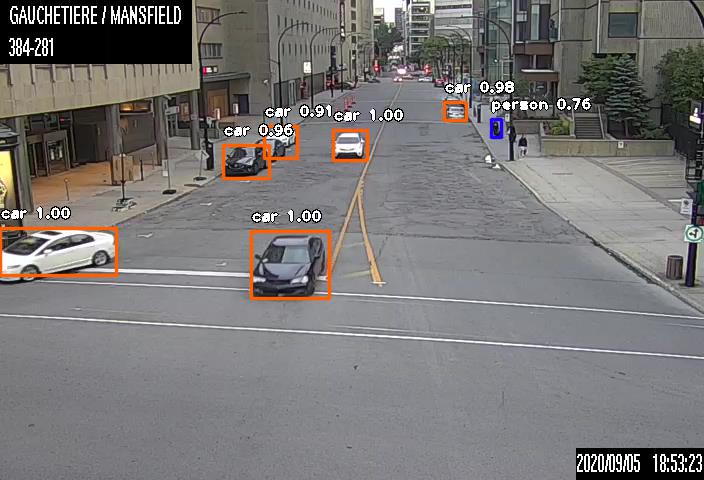 GAUCHETIERE / MANSFIELD
384-281
car 0.98
person 0.76
car 0.91
car 1.00
car 0.96
car 1.00
car 1.00
2020/09/05 18:53:23